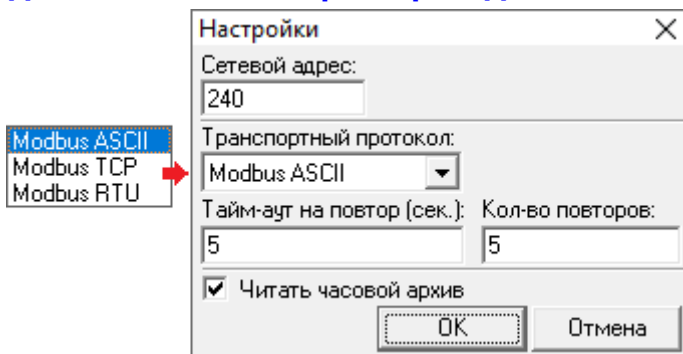 Настройки
Сетевой адрес:
240
Modbus ASCII
Modbus TCP
Modbus RTU
Транспортный протокол:
Modbus ASCII
Тайм-аут на повтор (сек.): Кол-во повторов:
5 5
Читать часовой архив
OK Отмена